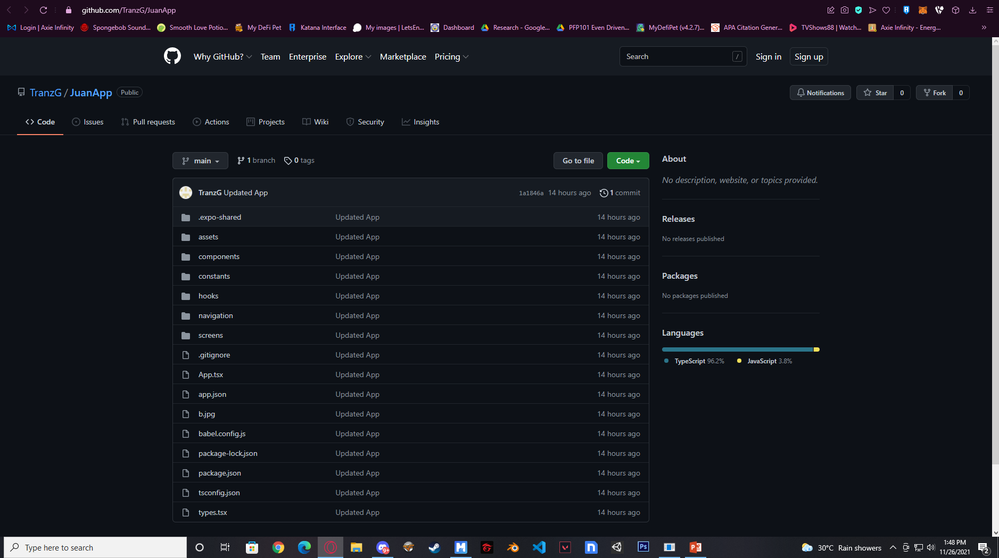 github.com/TranzG/JuanApp
Login | Axie Infinity Spongebob Sound... Smooth Love Potio... My DeFi Pet Katana Interface My images | LetsEn... Dashboard Research - Google... PFP101 Even Driven... MyDefiPet (v4.2.7)... APA Citation Gener... TVShows88 | Watch... Axie Infinity - Energ... »
Why GitHub? Team Enterprise Explore Marketplace Pricing Search / Sign in Sign up
TranzG / JuanApp Public Notifications Star 0 Fork 0
Code Issues Pull requests Actions Projects Wiki Security Insights
main 1 branch 0 tags Go to file Code
TranzG Updated App 1a1846a 14 hours ago 1 commit
.expo-shared Updated App 14 hours ago
assets Updated App 14 hours ago
components Updated App 14 hours ago
constants Updated App 14 hours ago
hooks Updated App 14 hours ago
navigation Updated App 14 hours ago
screens Updated App 14 hours ago
.gitignore Updated App 14 hours ago
App.tsx Updated App 14 hours ago
app.json Updated App 14 hours ago
b.jpg Updated App 14 hours ago
babel.config.js Updated App 14 hours ago
package-lock.json Updated App 14 hours ago
package.json Updated App 14 hours ago
tsconfig.json Updated App 14 hours ago
types.tsx Updated App 14 hours ago
About
No description, website, or topics provided.
Releases
No releases published
Packages
No packages published
Languages
TypeScript 96.2% JavaScript 3.8%
Type here to search 9+ Ps 30°C Rain showers 1:48 PM
11/26/2021 2